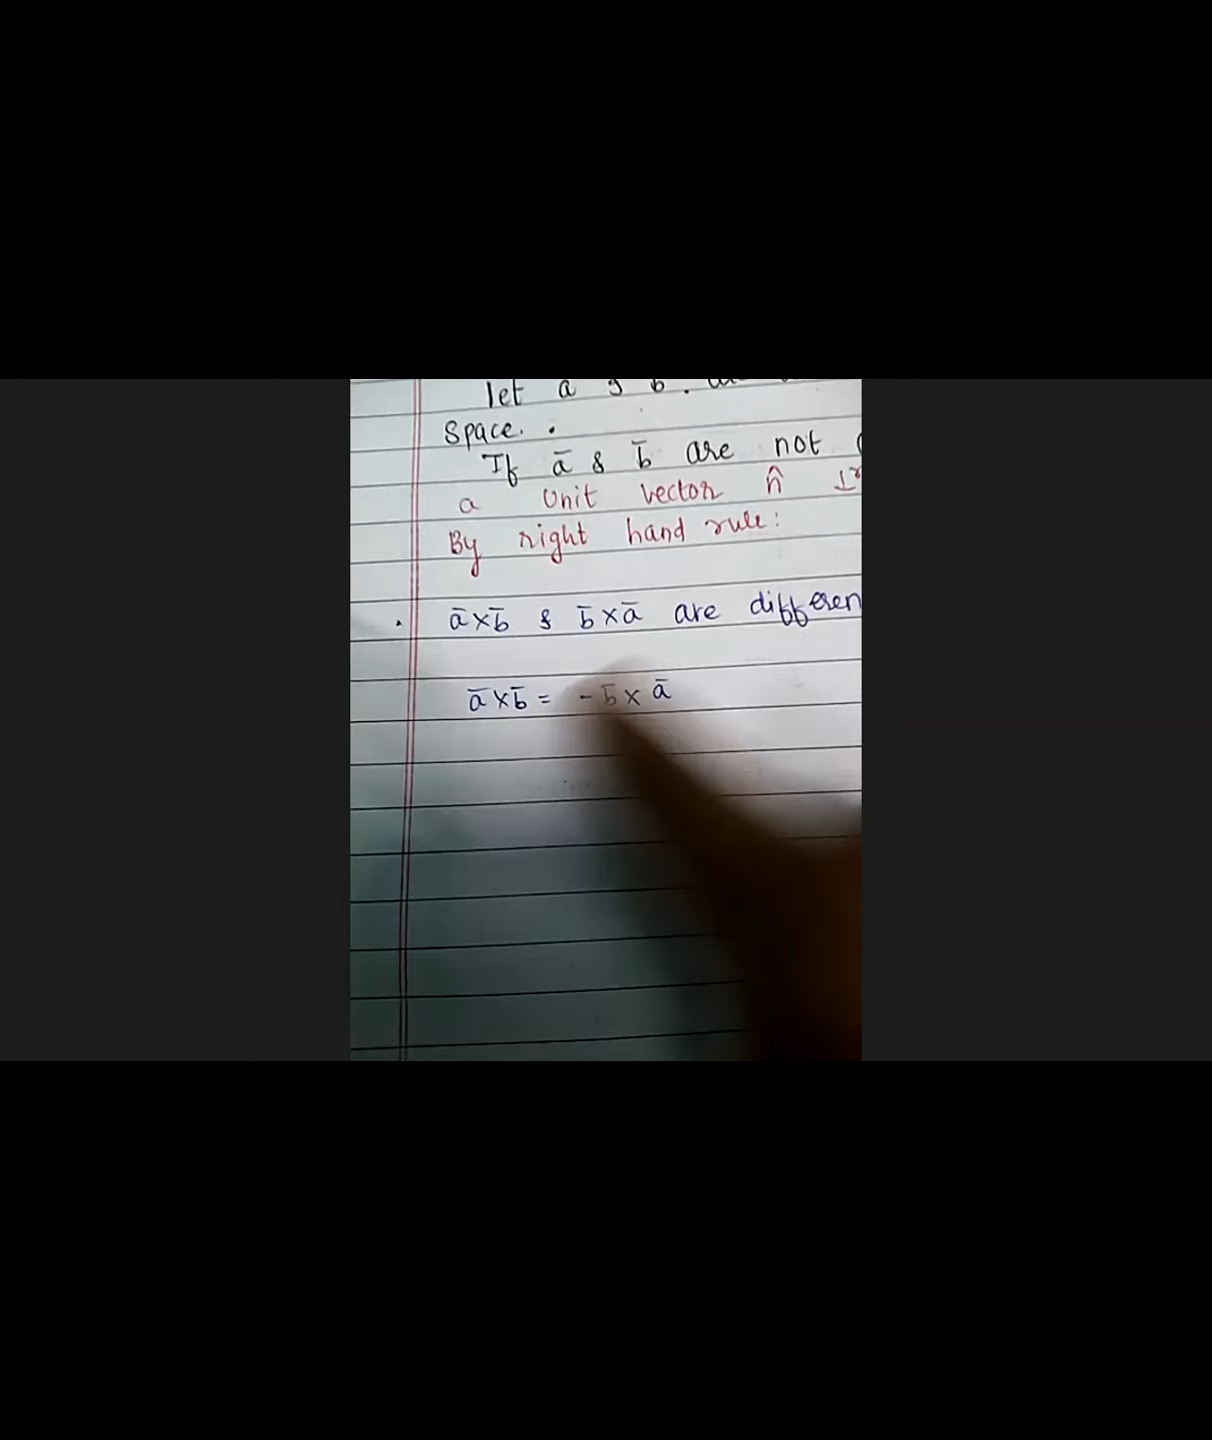 let a & b.
space.
If a̅ & b̅ are not
a unit vector n̂ ⊥r
By right hand rule:
a̅×b̅ & b̅×a̅ are differen
a̅×b̅ = -b̅×a̅